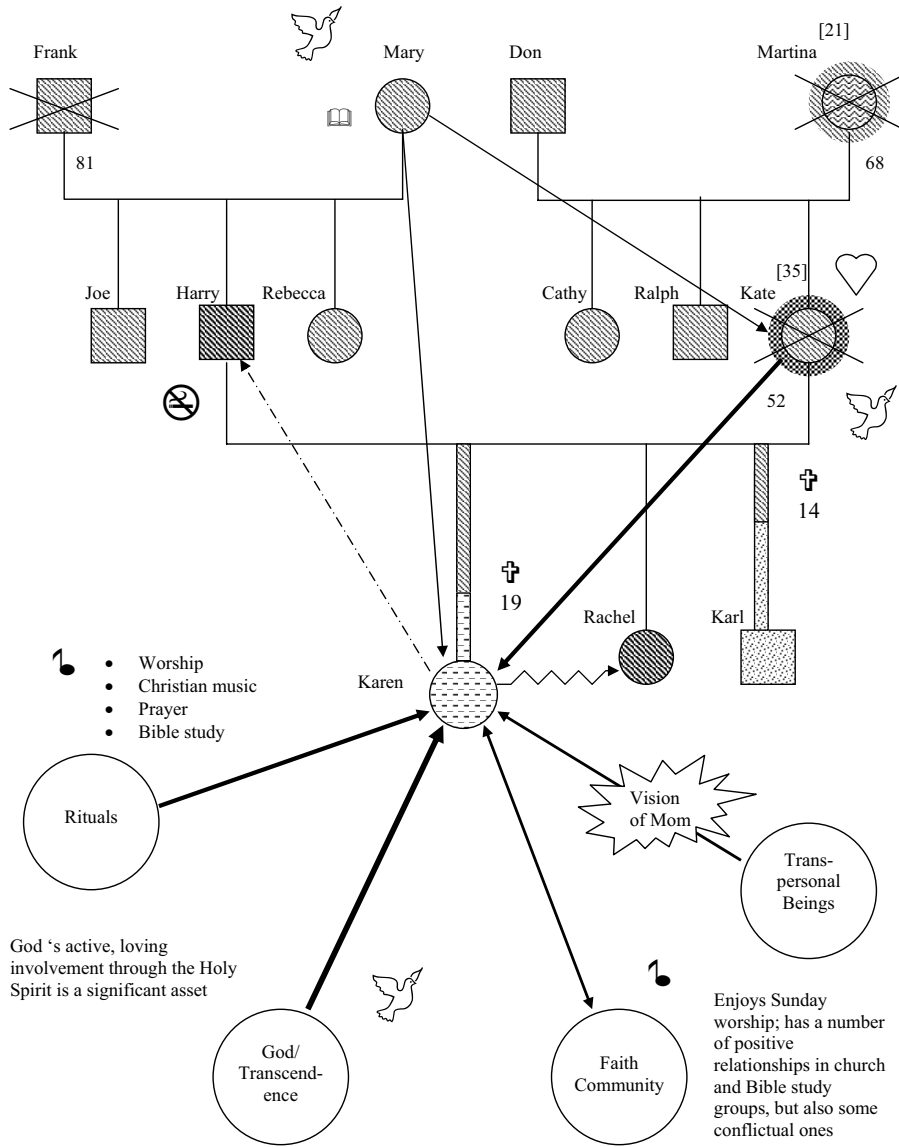 [21]
Frank
Mary
Don
Martina
81
68
[35]
Joe
Harry
Rebecca
Cathy
Ralph
Kate
52
14
19
Rachel
Karl
Karen
• Worship
• Christian music
• Prayer
• Bible study
Rituals
Vision
of Mom
Trans-
personal
Beings
God ‘s active, loving
involvement through the Holy
Spirit is a significant asset
God/
Transcend-
ence
Faith
Community
Enjoys Sunday
worship; has a number
of positive
relationships in church
and Bible study
groups, but also some
conflictual ones